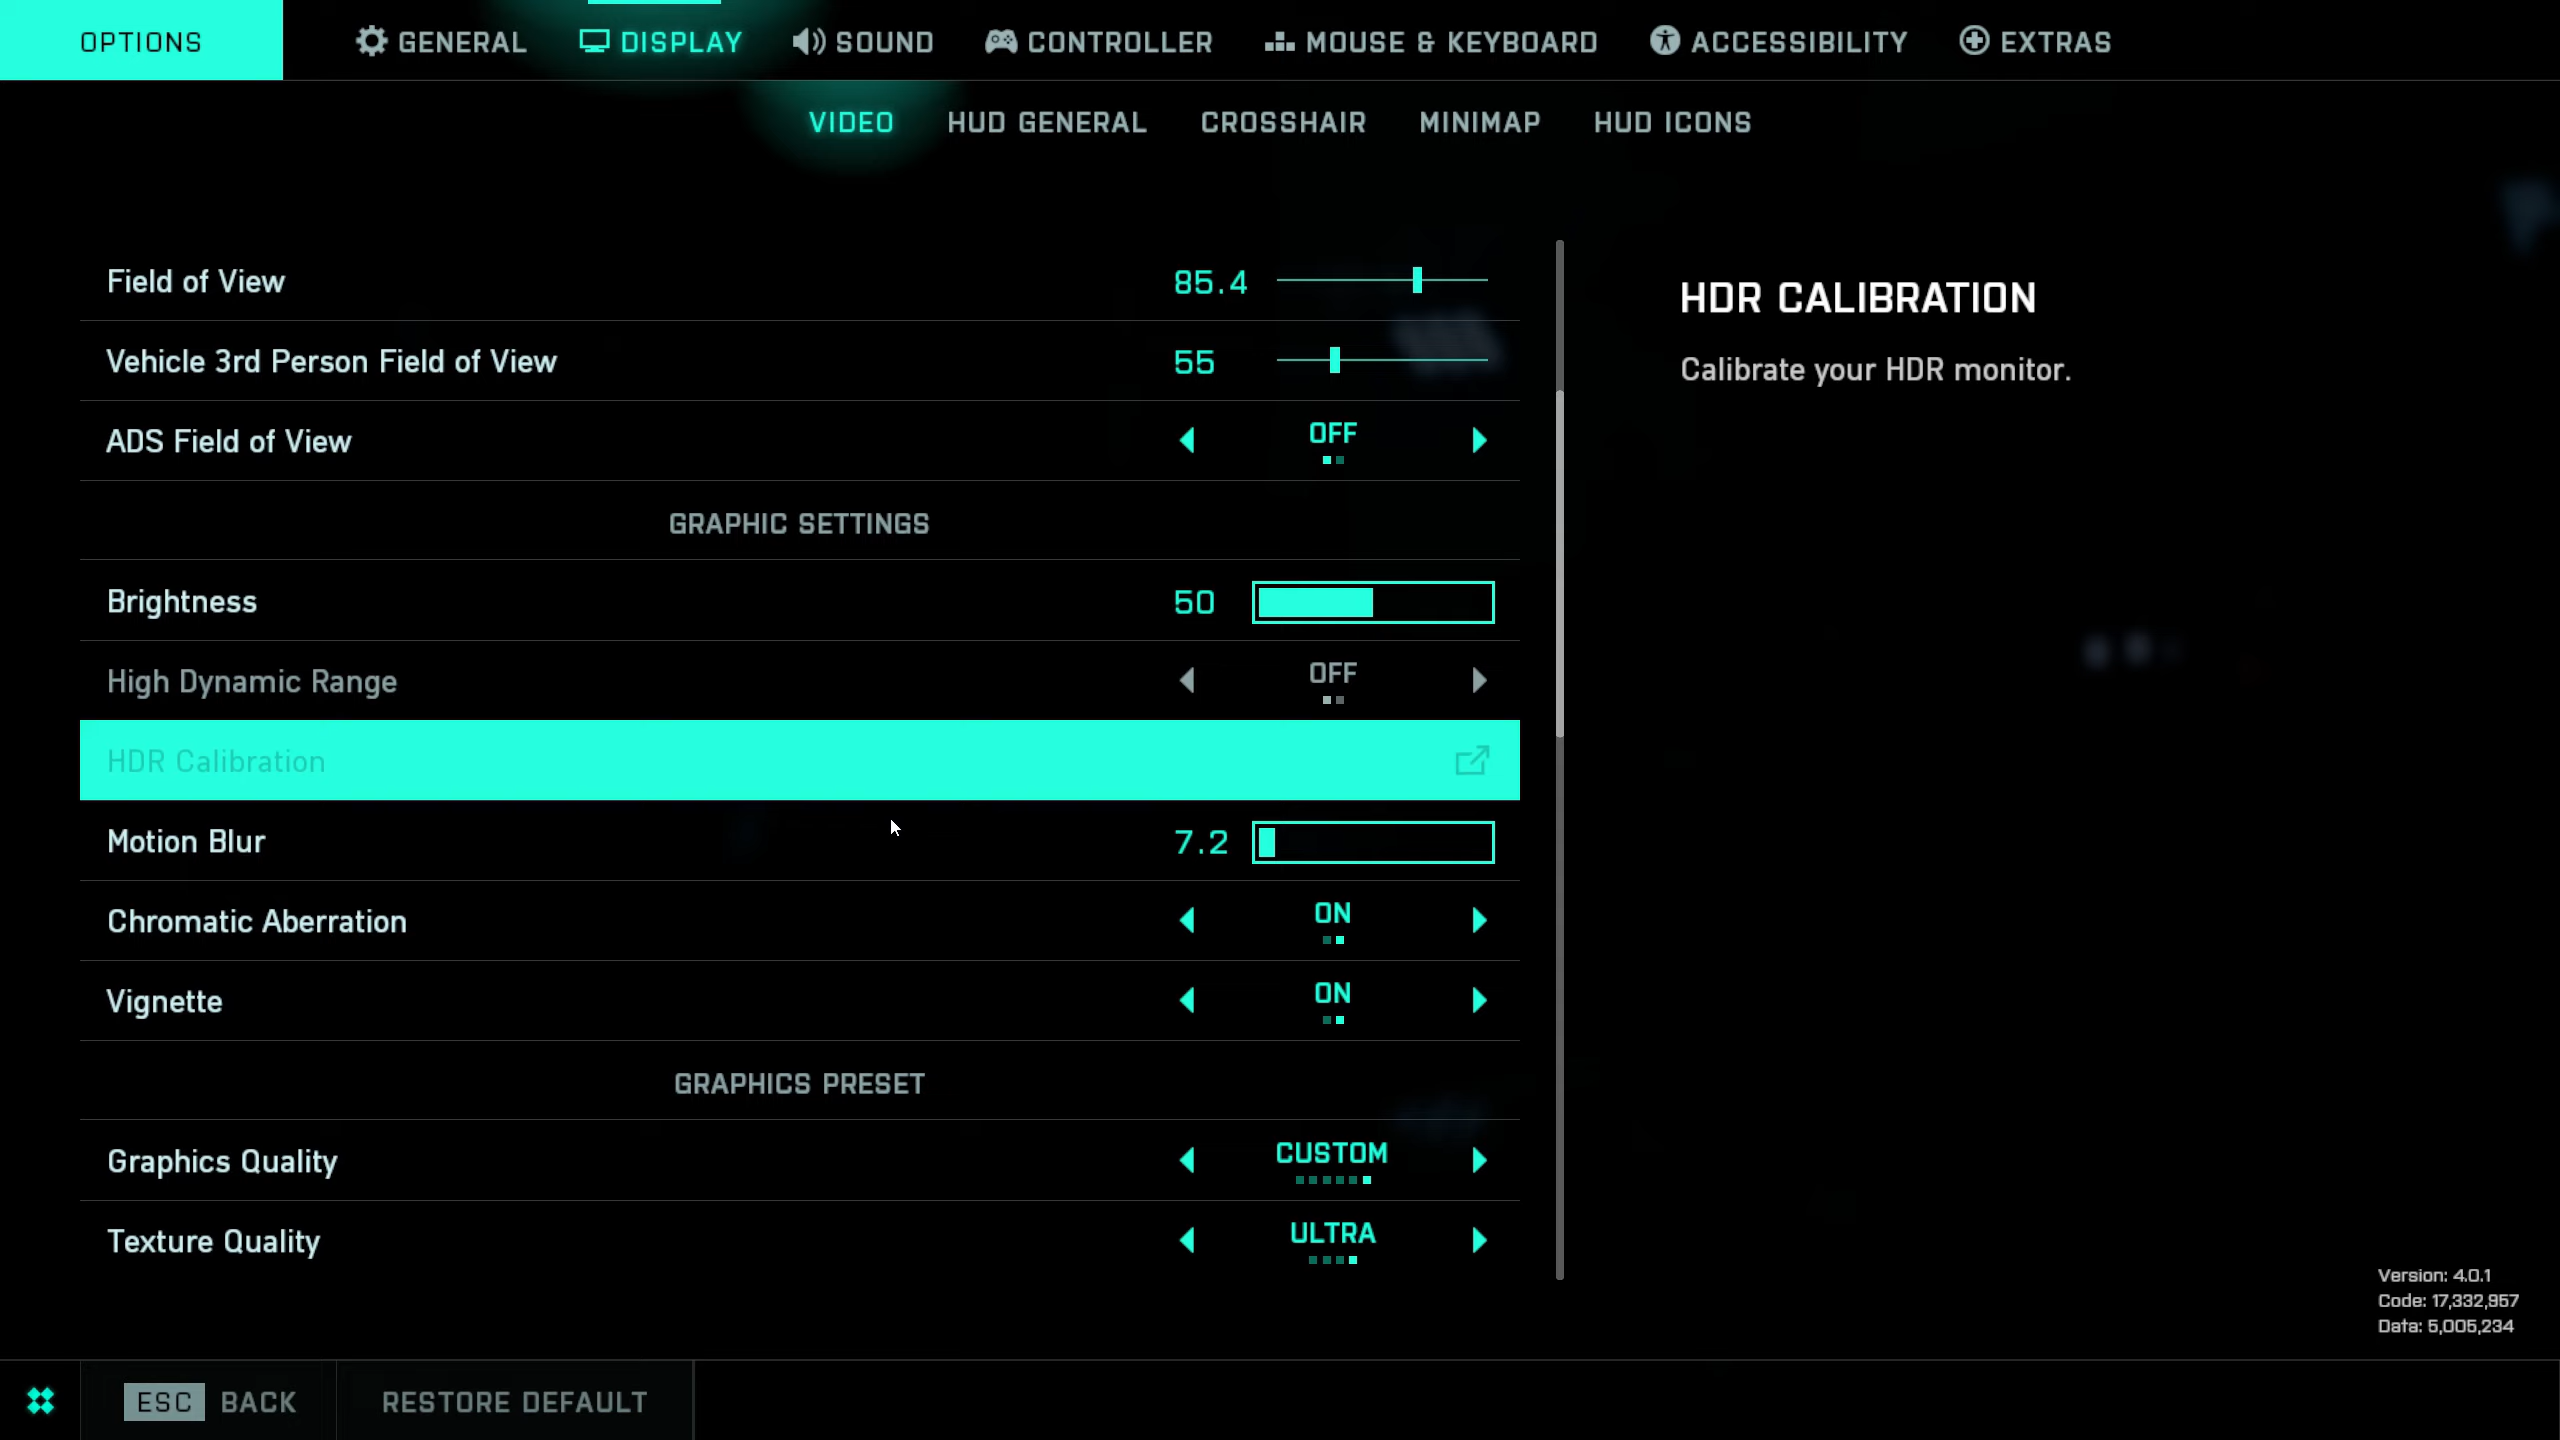 OPTIONS
GENERAL
DISPLAY
SOUND
CONTROLLER
MOUSE & KEYBOARD
ACCESSIBILITY
EXTRAS
VIDEO
HUD GENERAL
CROSSHAIR
MINIMAP
HUD ICONS
Field of View
85.4
Vehicle 3rd Person Field of View
55
ADS Field of View
OFF
GRAPHIC SETTINGS
Brightness
50
High Dynamic Range
OFF
HDR Calibration
Motion Blur
7.2
Chromatic Aberration
ON
Vignette
ON
GRAPHICS PRESET
Graphics Quality
CUSTOM
Texture Quality
ULTRA
HDR CALIBRATION
Calibrate your HDR monitor.
Version: 4.0.1
Code: 17,332,957
Data: 5,005,234
ESC BACK
RESTORE DEFAULT